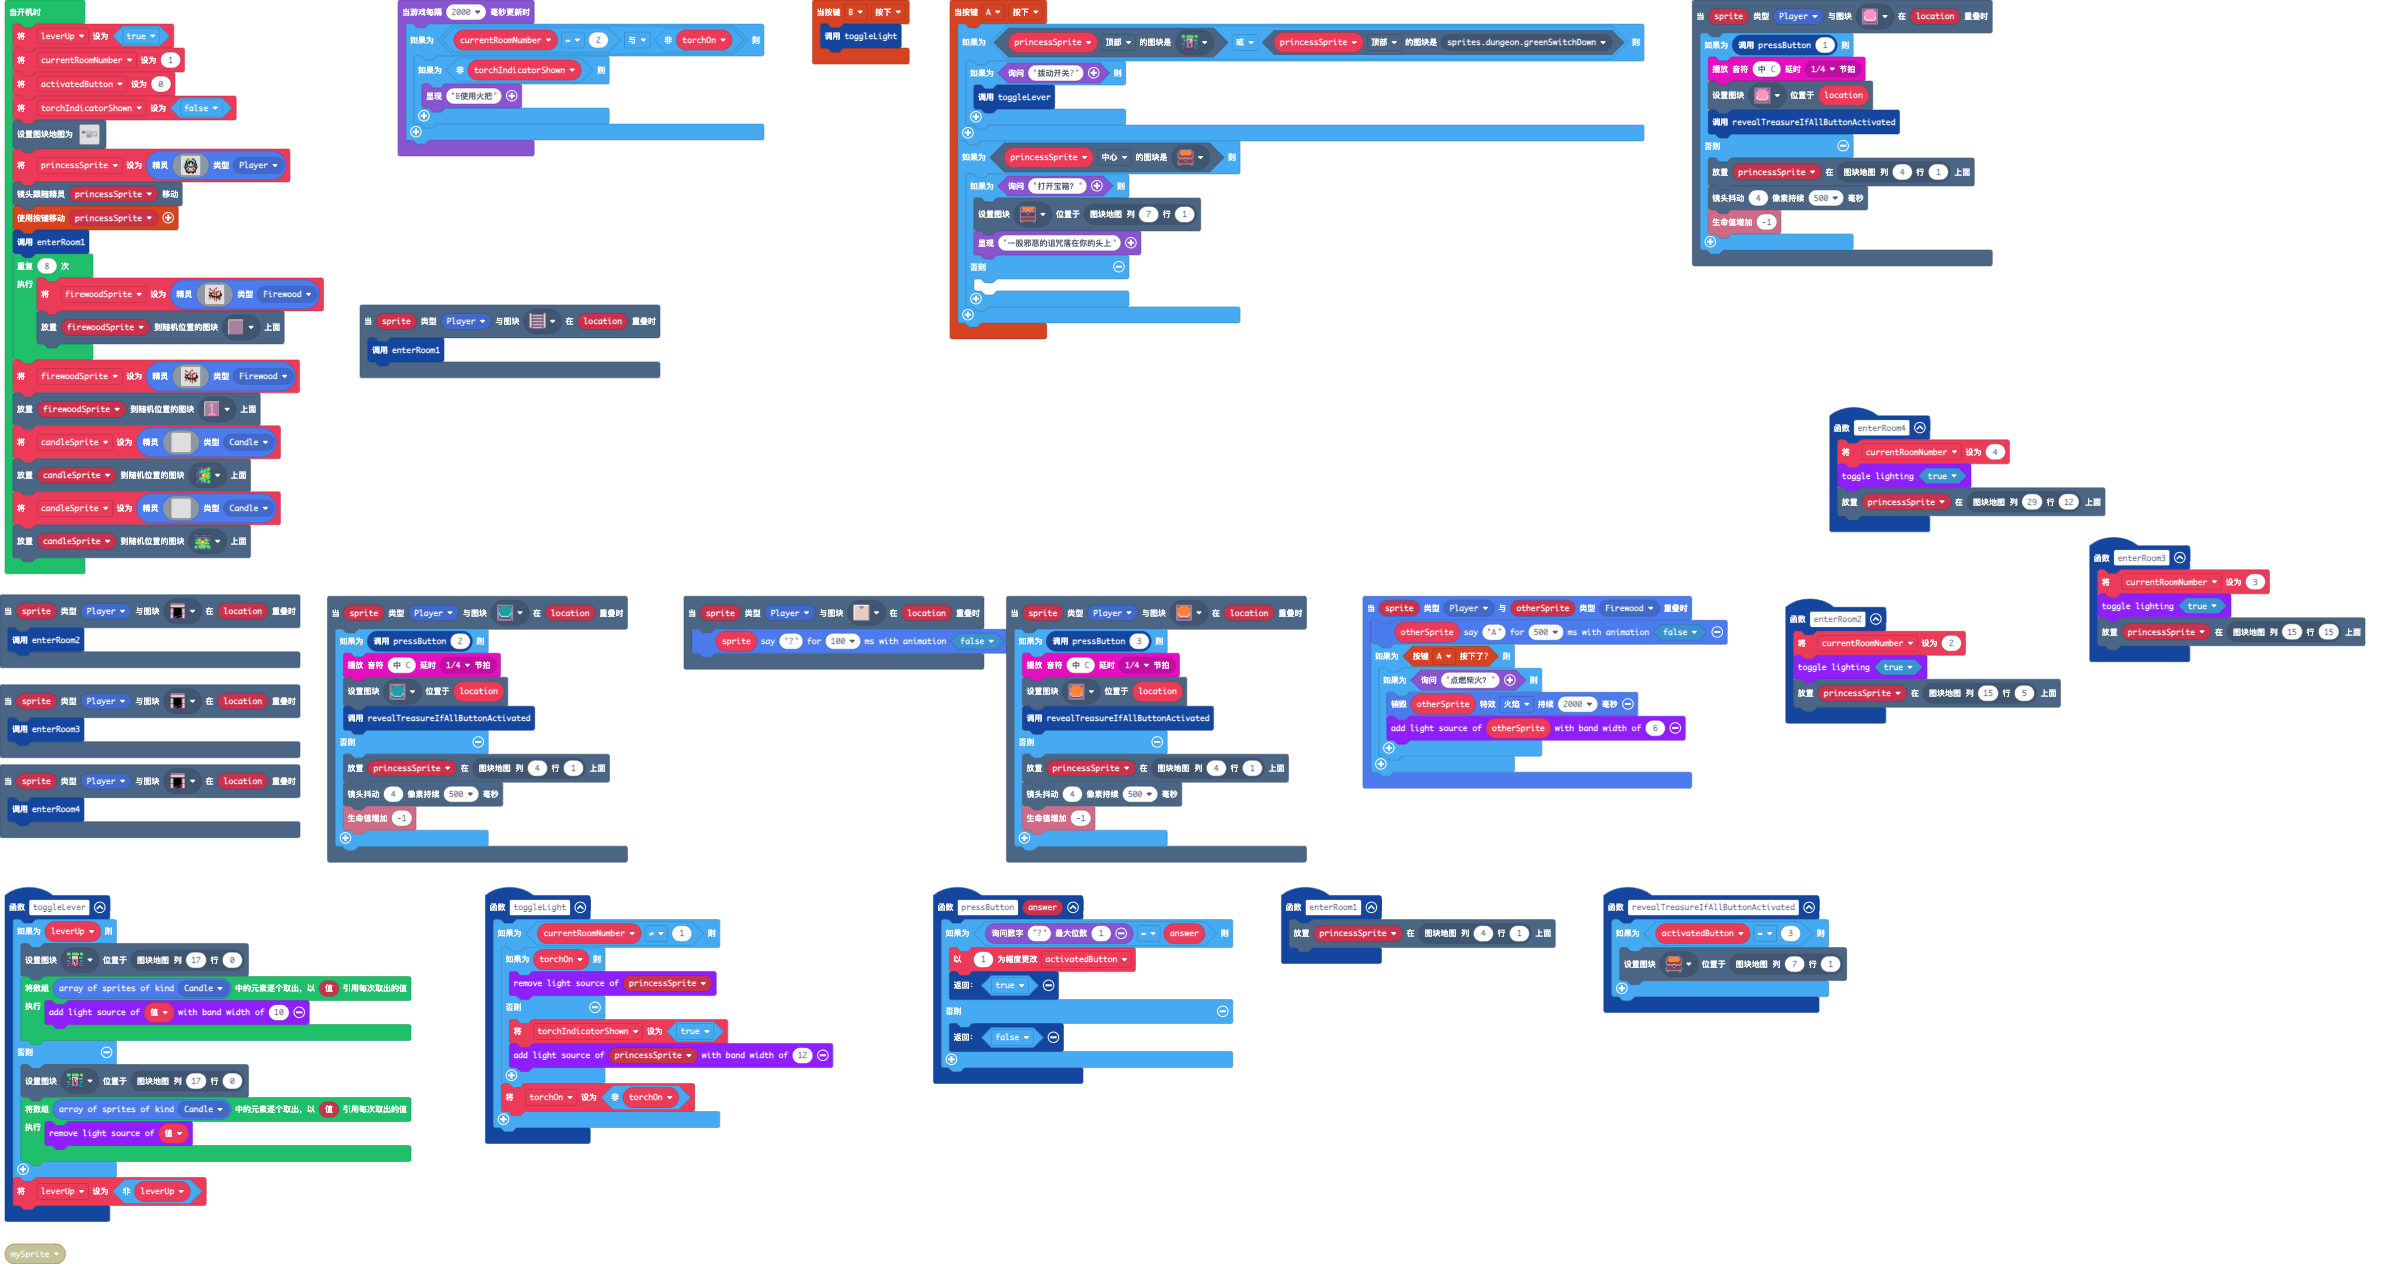 当开机时
将 leverUp 设为 true
将 currentRoomNumber 设为 1
将 activatedButton 设为 0
将 torchIndicatorShown 设为 false
设置图块地图为
将 princessSprite 设为 精灵 类型 Player
镜头跟随精灵 princessSprite 移动
使用按键移动 princessSprite
调用 enterRoom1
重复 8 次
执行
将 firewoodSprite 设为 精灵 类型 Firewood
放置 firewoodSprite 到随机位置的图块 上面
将 firewoodSprite 设为 精灵 类型 Firewood
放置 firewoodSprite 到随机位置的图块 上面
将 candleSprite 设为 精灵 类型 Candle
放置 candleSprite 到随机位置的图块 上面
将 candleSprite 设为 精灵 类型 Candle
放置 candleSprite 到随机位置的图块 上面
当游戏每隔 2000 毫秒更新时
如果为 currentRoomNumber = 2 与 非 torchOn 则
如果为 非 torchIndicatorShown 则
显现 "B使用火把"
当按键 B 按下
调用 toggleLight
当按键 A 按下
如果为 princessSprite 顶部 的图块是 或 princessSprite 顶部 的图块是 sprites.dungeon.greenSwitchDown 则
如果为 询问 "拨动开关?" 则
调用 toggleLever
如果为 princessSprite 中心 的图块是 则
如果为 询问 "打开宝箱? " 则
设置图块 位置于 图块地图 列 7 行 1
显现 "一股邪恶的诅咒落在你的头上"
否则
当 sprite 类型 Player 与图块 在 location 重叠时
如果为 调用 pressButton 1 则
播放 音符 中 C 延时 1/4 节拍
设置图块 位置于 location
调用 revealTreasureIfAllButtonActivated
否则
放置 princessSprite 在 图块地图 列 4 行 1 上面
镜头抖动 4 像素持续 500 毫秒
生命值增加 -1
当 sprite 类型 Player 与图块 在 location 重叠时
调用 enterRoom1
函数 enterRoom4
将 currentRoomNumber 设为 4
toggle lighting true
放置 princessSprite 在 图块地图 列 29 行 12 上面
函数 enterRoom3
将 currentRoomNumber 设为 3
toggle lighting true
放置 princessSprite 在 图块地图 列 15 行 15 上面
当 sprite 类型 Player 与图块 在 location 重叠时
调用 enterRoom2
当 sprite 类型 Player 与图块 在 location 重叠时
调用 enterRoom3
当 sprite 类型 Player 与图块 在 location 重叠时
调用 enterRoom4
当 sprite 类型 Player 与图块 在 location 重叠时
如果为 调用 pressButton 2 则
播放 音符 中 C 延时 1/4 节拍
设置图块 位置于 location
调用 revealTreasureIfAllButtonActivated
否则
放置 princessSprite 在 图块地图 列 4 行 1 上面
镜头抖动 4 像素持续 500 毫秒
生命值增加 -1
当 sprite 类型 Player 与图块 在 location 重叠时
sprite say "?" for 100 ms with animation false
当 sprite 类型 Player 与图块 在 location 重叠时
如果为 调用 pressButton 3 则
播放 音符 中 C 延时 1/4 节拍
设置图块 位置于 location
调用 revealTreasureIfAllButtonActivated
否则
放置 princessSprite 在 图块地图 列 4 行 1 上面
镜头抖动 4 像素持续 500 毫秒
生命值增加 -1
当 sprite 类型 Player 与 otherSprite 类型 Firewood 重叠时
otherSprite say "A" for 500 ms with animation false
如果为 按键 A 按下了? 则
如果为 询问 "点燃柴火? " 则
销毁 otherSprite 特效 火焰 持续 2000 毫秒
add light source of otherSprite with band width of 6
函数 enterRoom2
将 currentRoomNumber 设为 2
toggle lighting true
放置 princessSprite 在 图块地图 列 15 行 5 上面
函数 toggleLever
如果为 leverUp 则
设置图块 位置于 图块地图 列 17 行 0
将数组 array of sprites of kind Candle 中的元素逐个取出, 以 值 引用每次取出的值
执行 add light source of 值 with band width of 10
否则
设置图块 位置于 图块地图 列 17 行 0
将数组 array of sprites of kind Candle 中的元素逐个取出, 以 值 引用每次取出的值
执行 remove light source of 值
将 leverUp 设为 非 leverUp
函数 toggleLight
如果为 currentRoomNumber ≠ 1 则
如果为 torchOn 则
remove light source of princessSprite
否则
将 torchIndicatorShown 设为 true
add light source of princessSprite with band width of 12
将 torchOn 设为 非 torchOn
函数 pressButton answer
如果为 询问数字 "?" 最大位数 1 = answer 则
以 1 为幅度更改 activatedButton
返回: true
否则
返回: false
函数 enterRoom1
放置 princessSprite 在 图块地图 列 4 行 1 上面
函数 revealTreasureIfAllButtonActivated
如果为 activatedButton = 3 则
设置图块 位置于 图块地图 列 7 行 1
mySprite